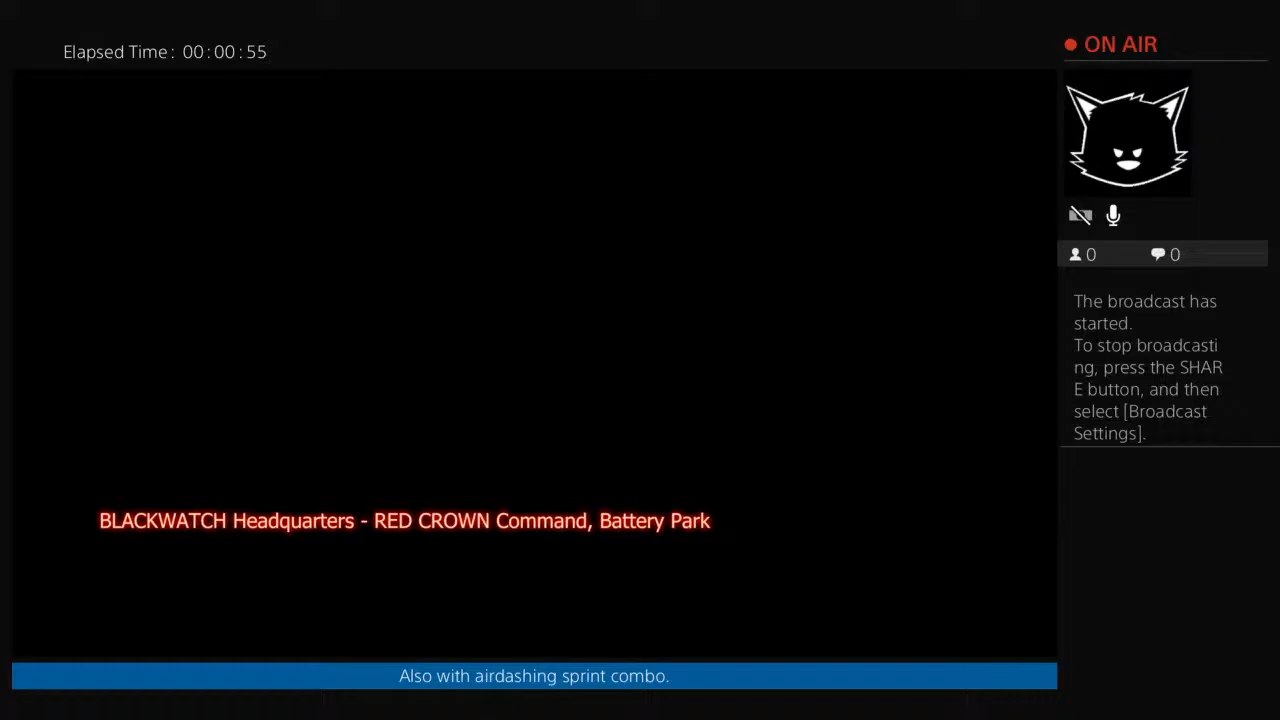 Elapsed Time: 00:00:55
ON AIR
0 0
The broadcast has
started.
To stop broadcasti
ng, press the SHAR
E button, and then
select [Broadcast
Settings].
BLACKWATCH Headquarters - RED CROWN Command, Battery Park
Also with airdashing sprint combo.